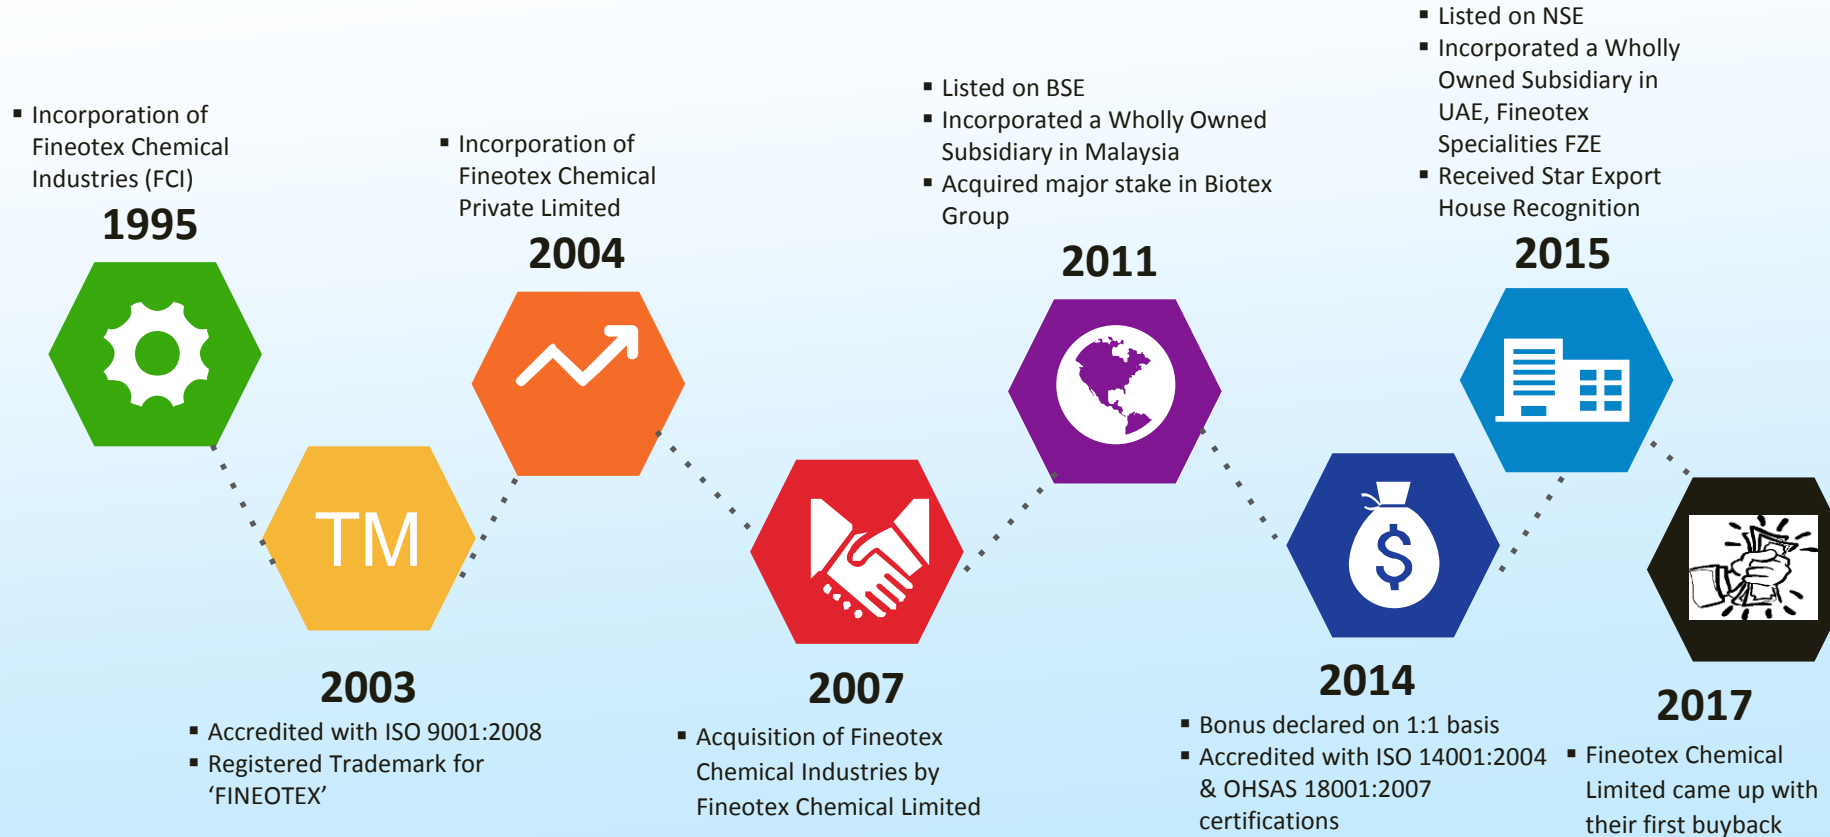 ▪ Incorporation of
Fineotex Chemical
Industries (FCI)
1995
2003
▪ Accredited with ISO 9001:2008
▪ Registered Trademark for
‘FINEOTEX’
TM
▪ Incorporation of
Fineotex Chemical
Private Limited
2004
2007
▪ Acquisition of Fineotex
Chemical Industries by
Fineotex Chemical Limited
▪ Listed on BSE
▪ Incorporated a Wholly Owned
Subsidiary in Malaysia
▪ Acquired major stake in Biotex
Group
2011
$
2014
▪ Bonus declared on 1:1 basis
▪ Accredited with ISO 14001:2004
& OHSAS 18001:2007
certifications
▪ Listed on NSE
▪ Incorporated a Wholly
Owned Subsidiary in
UAE, Fineotex
Specialities FZE
▪ Received Star Export
House Recognition
2015
2017
▪ Fineotex Chemical
Limited came up with
their first buyback